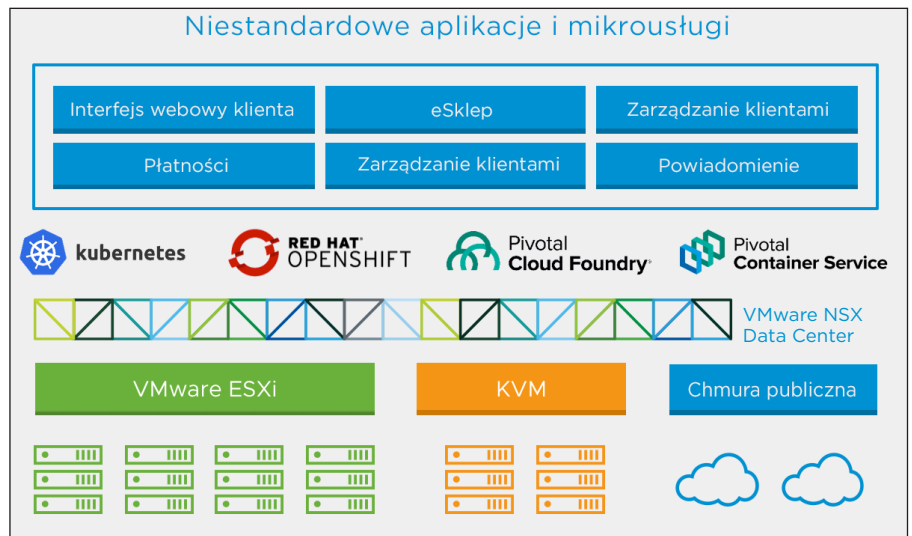 Niestandardowe aplikacje i mikrousługi
Interfejs webowy klienta
eSklep
Zarządzanie klientami
Płatności
Zarządzanie klientami
Powiadomienie
kubernetes
RED HAT®
OPENSHIFT
Pivotal
Cloud Foundry®
Pivotal
Container Service
VMware NSX
Data Center
VMware ESXi
KVM
Chmura publiczna